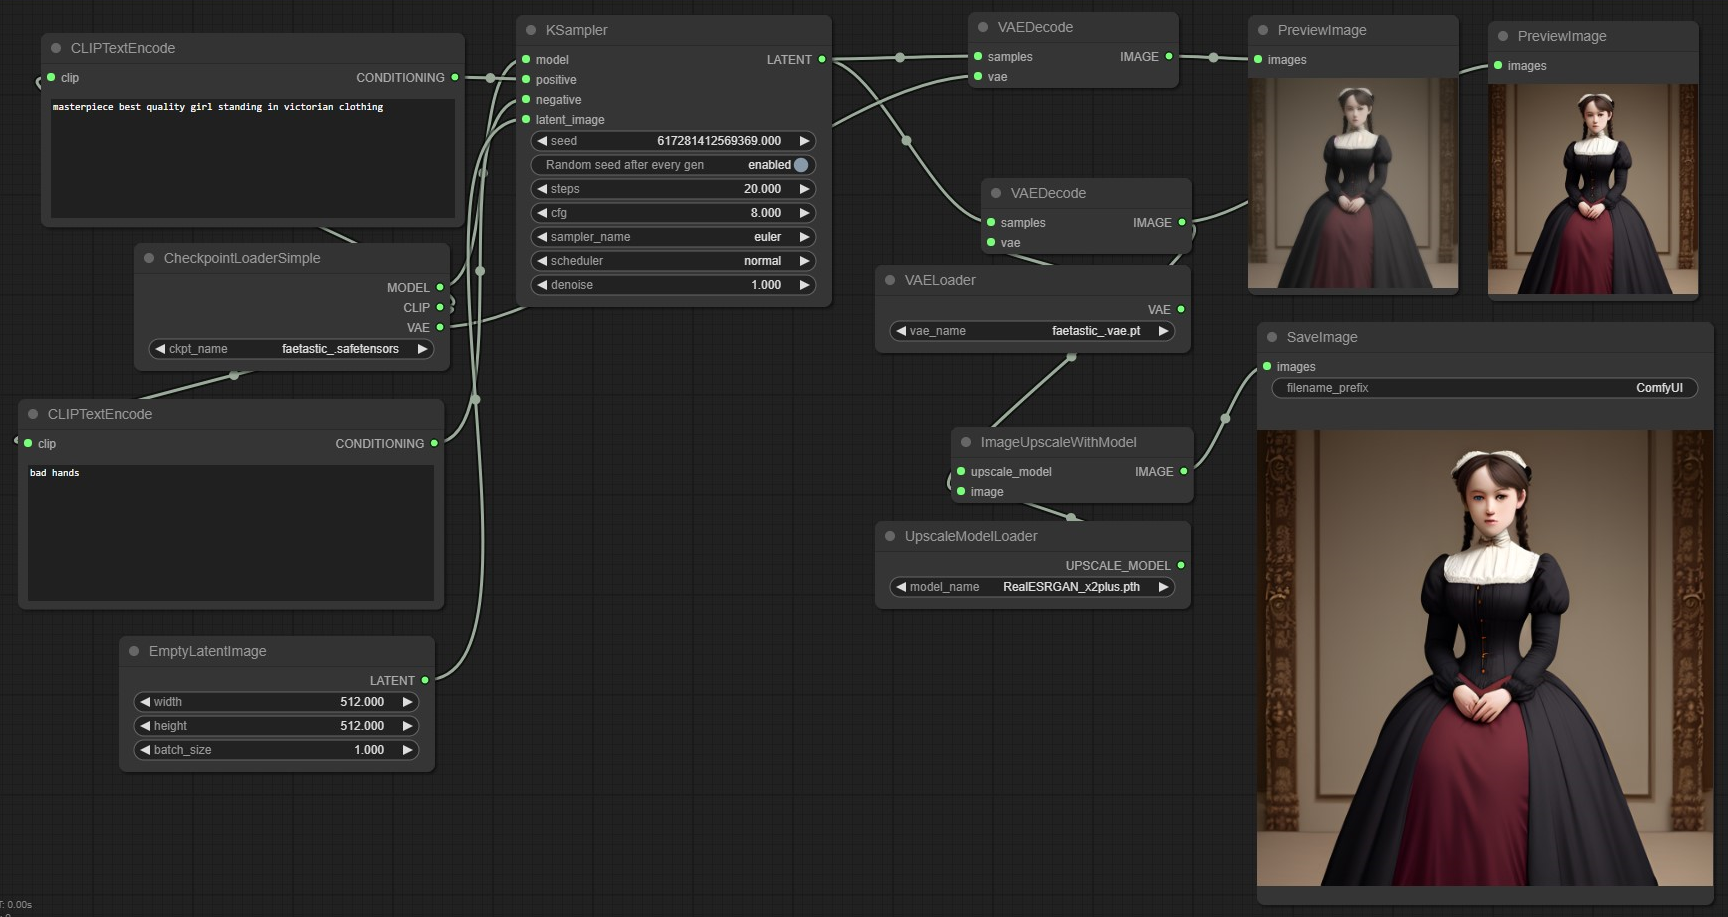 CLIPTextEncode
clip CONDITIONING
masterpiece best quality girl standing in victorian clothing
CheckpointLoaderSimple
MODEL
CLIP
VAE
ckpt_name faetastic_.safetensors
CLIPTextEncode
clip CONDITIONING
bad hands
EmptyLatentImage
LATENT
width 512.000
height 512.000
batch_size 1.000
KSampler
model LATENT
positive
negative
latent_image
seed 617281412569369.000
Random seed after every gen enabled
steps 20.000
cfg 8.000
sampler_name euler
scheduler normal
denoise 1.000
VAEDecode
samples IMAGE
vae
VAEDecode
samples IMAGE
vae
VAELoader
VAE
vae_name faetastic_.vae.pt
ImageUpscaleWithModel
upscale_model IMAGE
image
UpscaleModelLoader
UPSCALE_MODEL
model_name RealESRGAN_x2plus.pth
PreviewImage
images
PreviewImage
images
SaveImage
images
filename_prefix ComfyUI
T: 0.00s